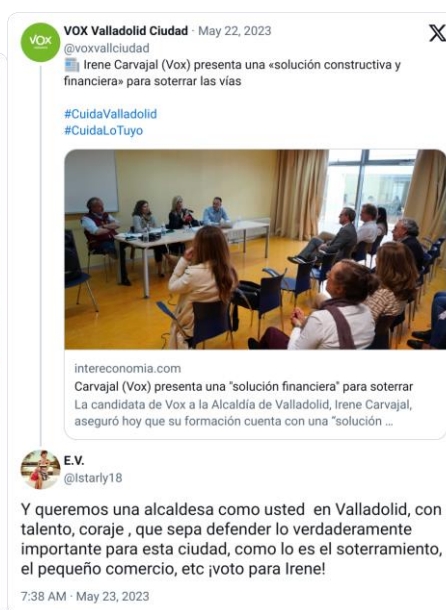 VOX Valladolid Ciudad · May 22, 2023
@voxvallciudad
Irene Carvajal (Vox) presenta una «solución constructiva y
financiera» para soterrar las vías
#CuidaValladolid
#CuidaLoTuyo
intereconomia.com
Carvajal (Vox) presenta una "solución financiera" para soterrar
La candidata de Vox a la Alcaldía de Valladolid, Irene Carvajal,
aseguró hoy que su formación cuenta con una "solución ...
E.V.
@Istarly18
Y queremos una alcaldesa como usted en Valladolid, con
talento, coraje , que sepa defender lo verdaderamente
importante para esta ciudad, como lo es el soterramiento,
el pequeño comercio, etc ¡voto para Irene!
7:38 AM · May 23, 2023